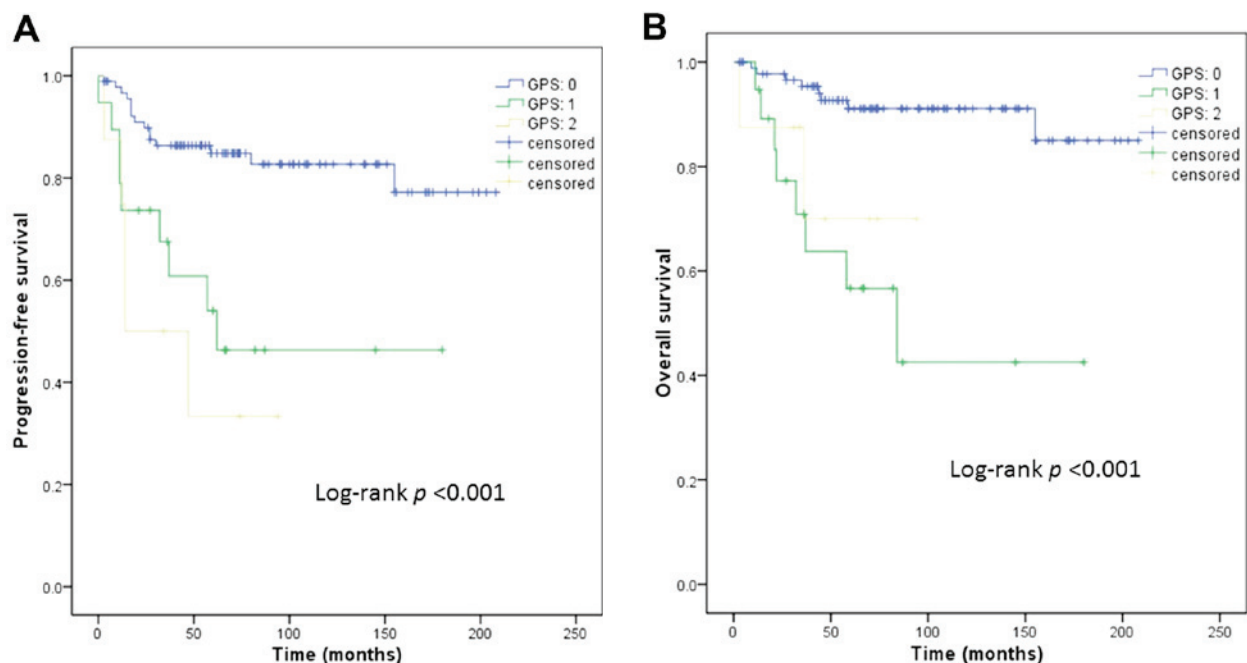 A
Progression-free survival
1.0
0.8
0.6
0.4
0.2
0.0
GPS: 0
GPS: 1
GPS: 2
censored
censored
censored
Log-rank p <0.001
0 50 100 150 200 250
Time (months)
B
Overall survival
1.0
0.8
0.6
0.4
0.2
0.0
GPS: 0
GPS: 1
GPS: 2
censored
censored
censored
Log-rank p <0.001
0 50 100 150 200 250
Time (months)